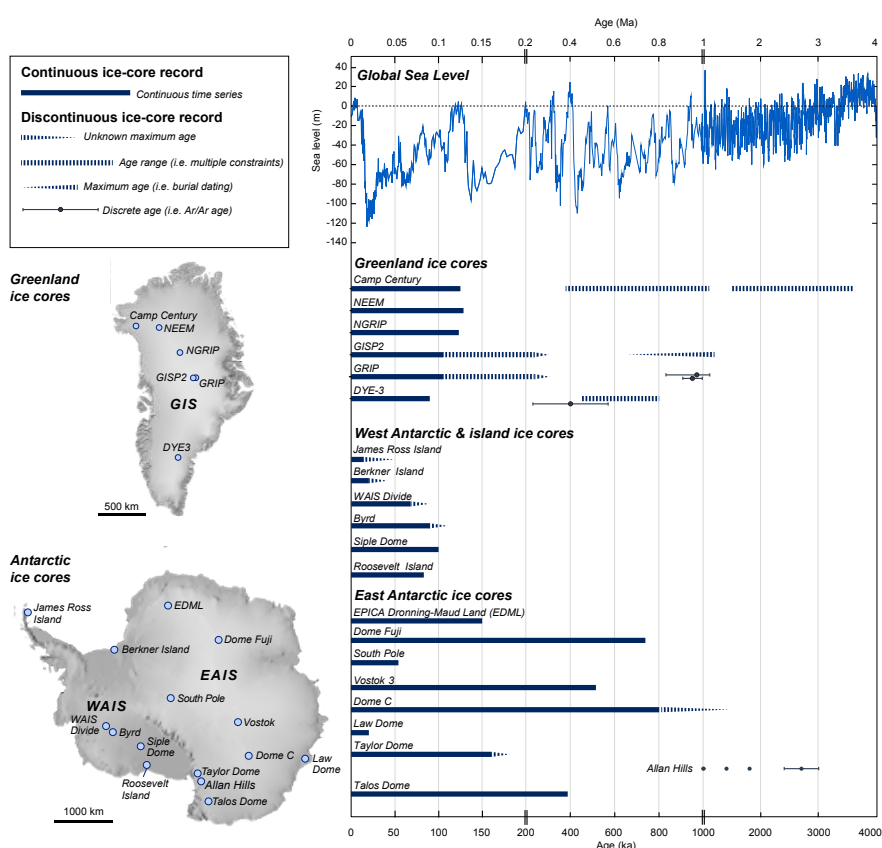 Continuous ice-core record
Continuous time series
Discontinuous ice-core record
Unknown maximum age
Age range (i.e. multiple constraints)
Maximum age (i.e. burial dating)
Discrete age (i.e. Ar/Ar age)
Greenland
ice cores
Camp Century
NEEM
NGRIP
GISP2
GRIP
GIS
DYE3
500 km
Antarctic
ice cores
James Ross
Island
EDML
Dome Fuji
Berkner Island
EAIS
South Pole
WAIS
WAIS
Divide
Byrd
Vostok
Siple
Dome
Dome C
Law
Dome
Taylor Dome
Allan Hills
Roosevelt
Island
Talos Dome
1000 km
Age (Ma)
0 0.05 0.1 0.15 0.2 0.4 0.6 0.8 1 2 3 4
Global Sea Level
Sea level (m)
40
20
0
-20
-40
-60
-80
-100
-120
-140
Greenland ice cores
Camp Century
NEEM
NGRIP
GISP2
GRIP
DYE-3
West Antarctic & island ice cores
James Ross Island
Berkner Island
WAIS Divide
Byrd
Siple Dome
Roosevelt Island
East Antarctic ice cores
EPICA Dronning-Maud Land (EDML)
Dome Fuji
South Pole
Vostok 3
Dome C
Law Dome
Taylor Dome
Allan Hills
Talos Dome
0 50 100 150 200 400 600 800 1000 2000 3000 4000
Age (ka)